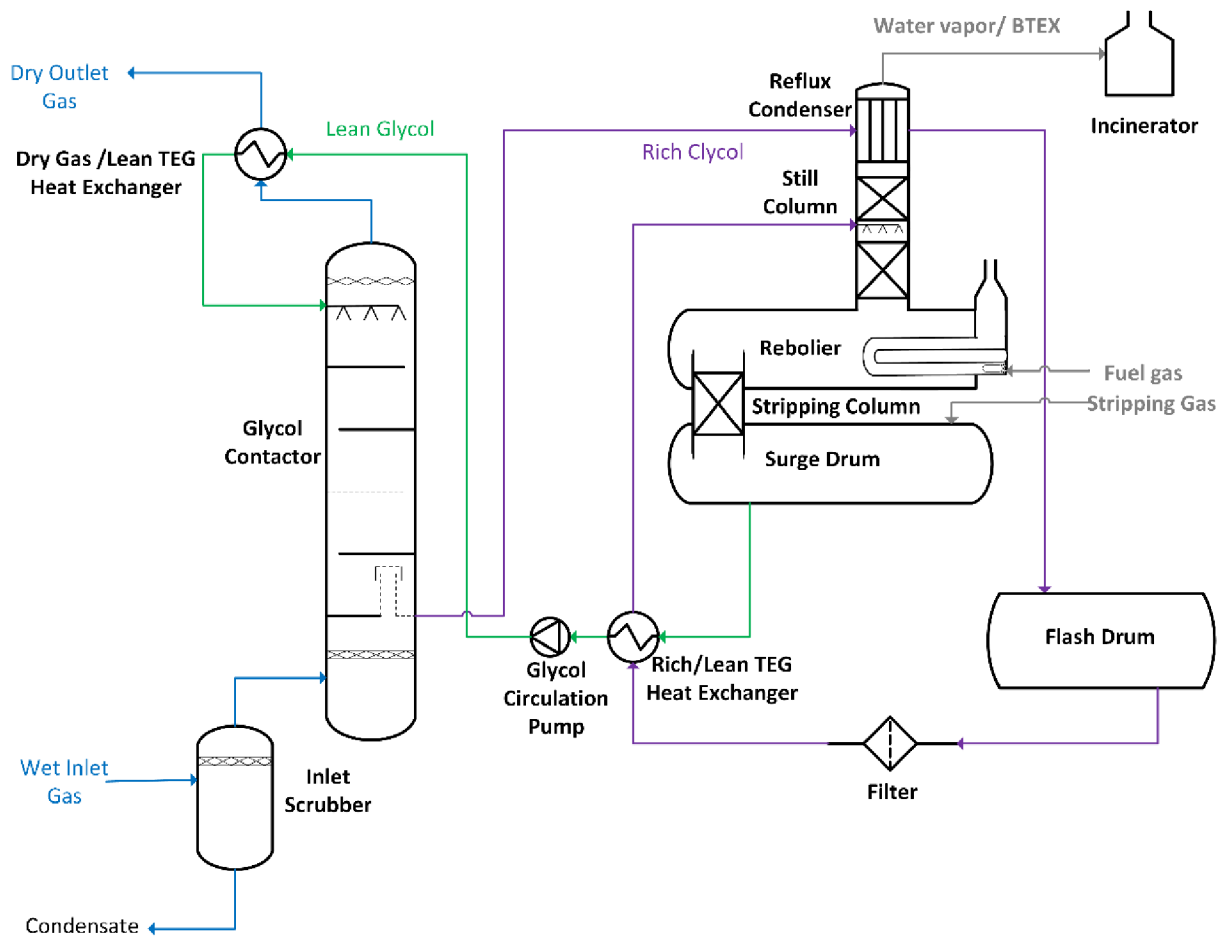 Water vapor/ BTEX
Dry Outlet
Gas
Reflux
Condenser
Incinerator
Lean Glycol
Rich Clycol
Dry Gas /Lean TEG
Heat Exchanger
Still
Column
Rebolier
Fuel gas
Stripping Column
Stripping Gas
Glycol
Contactor
Surge Drum
Flash Drum
Rich/Lean TEG
Heat Exchanger
Glycol
Circulation
Pump
Wet Inlet
Gas
Inlet
Scrubber
Filter
Condensate